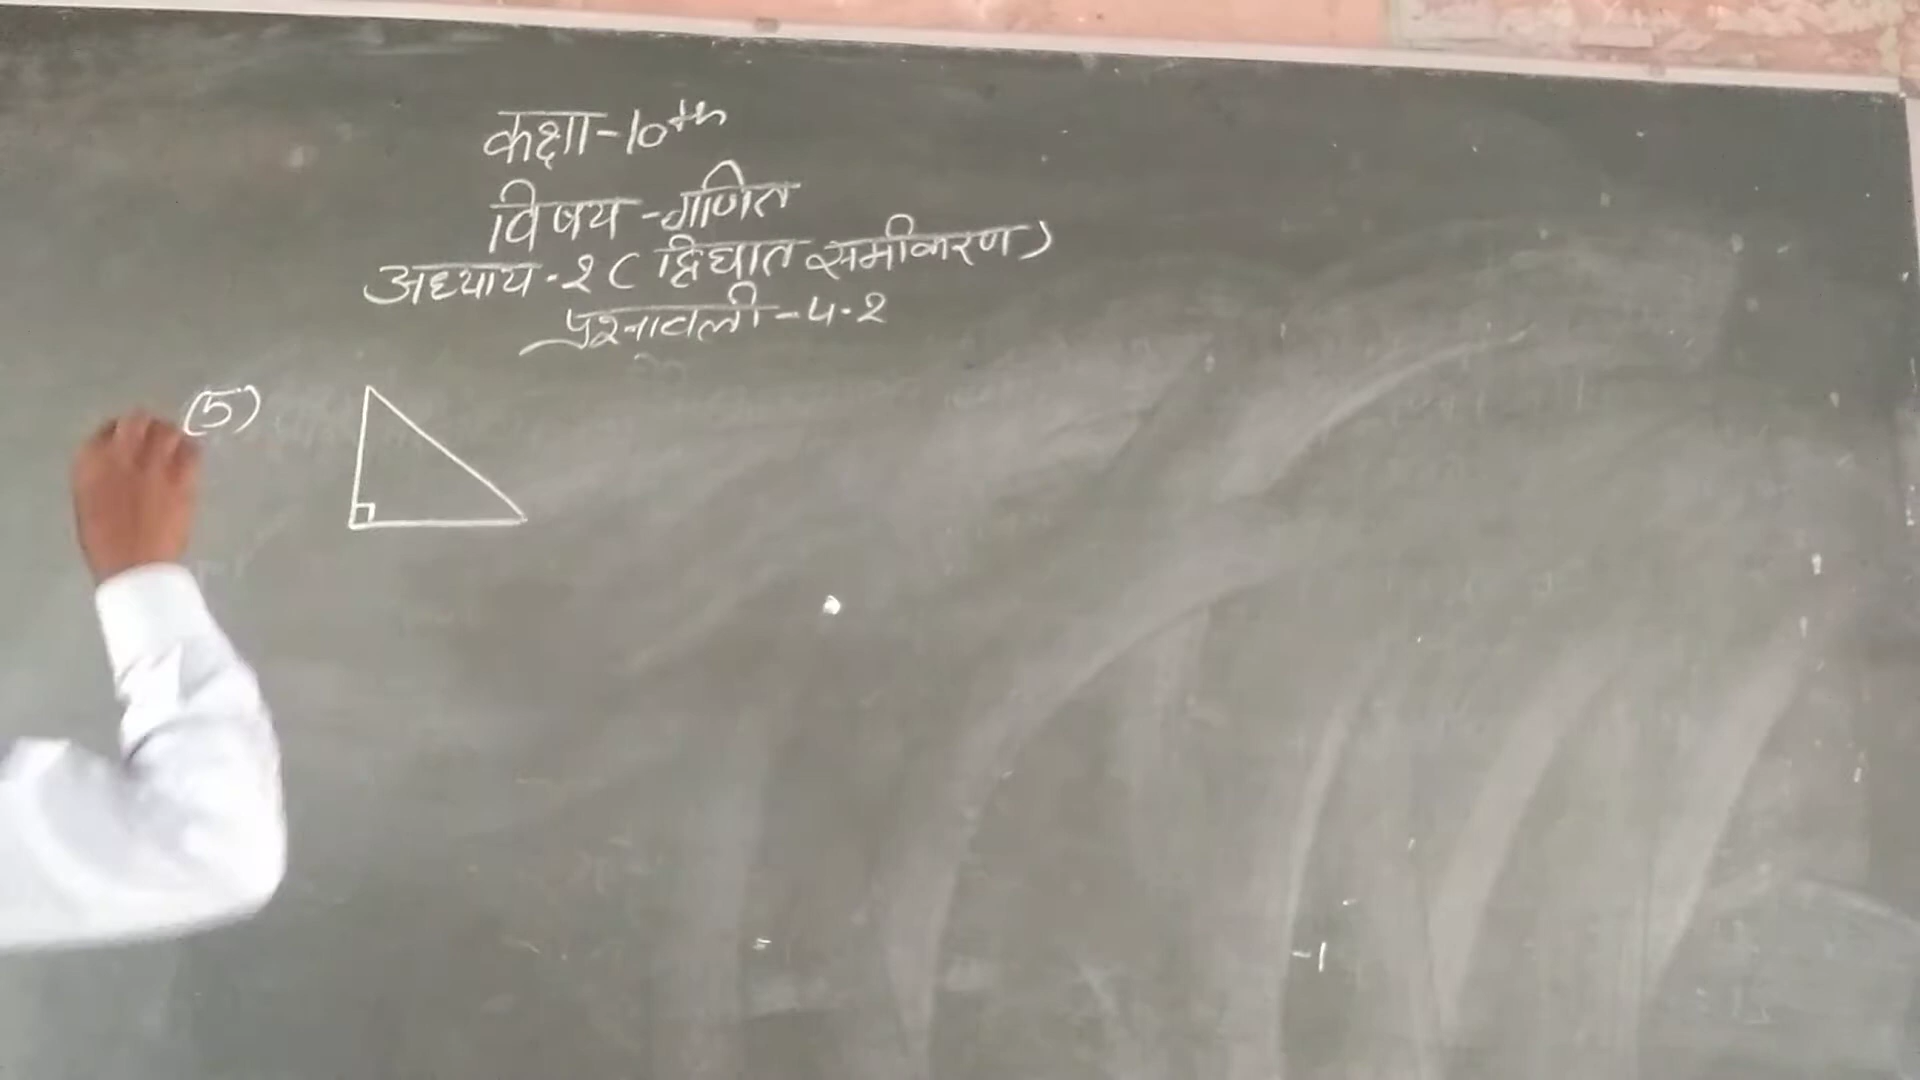 कक्षा-10th
विषय-गणित
अध्याय-2 ( द्विघात समीकरण)
प्रश्नावली-4.2
(5)